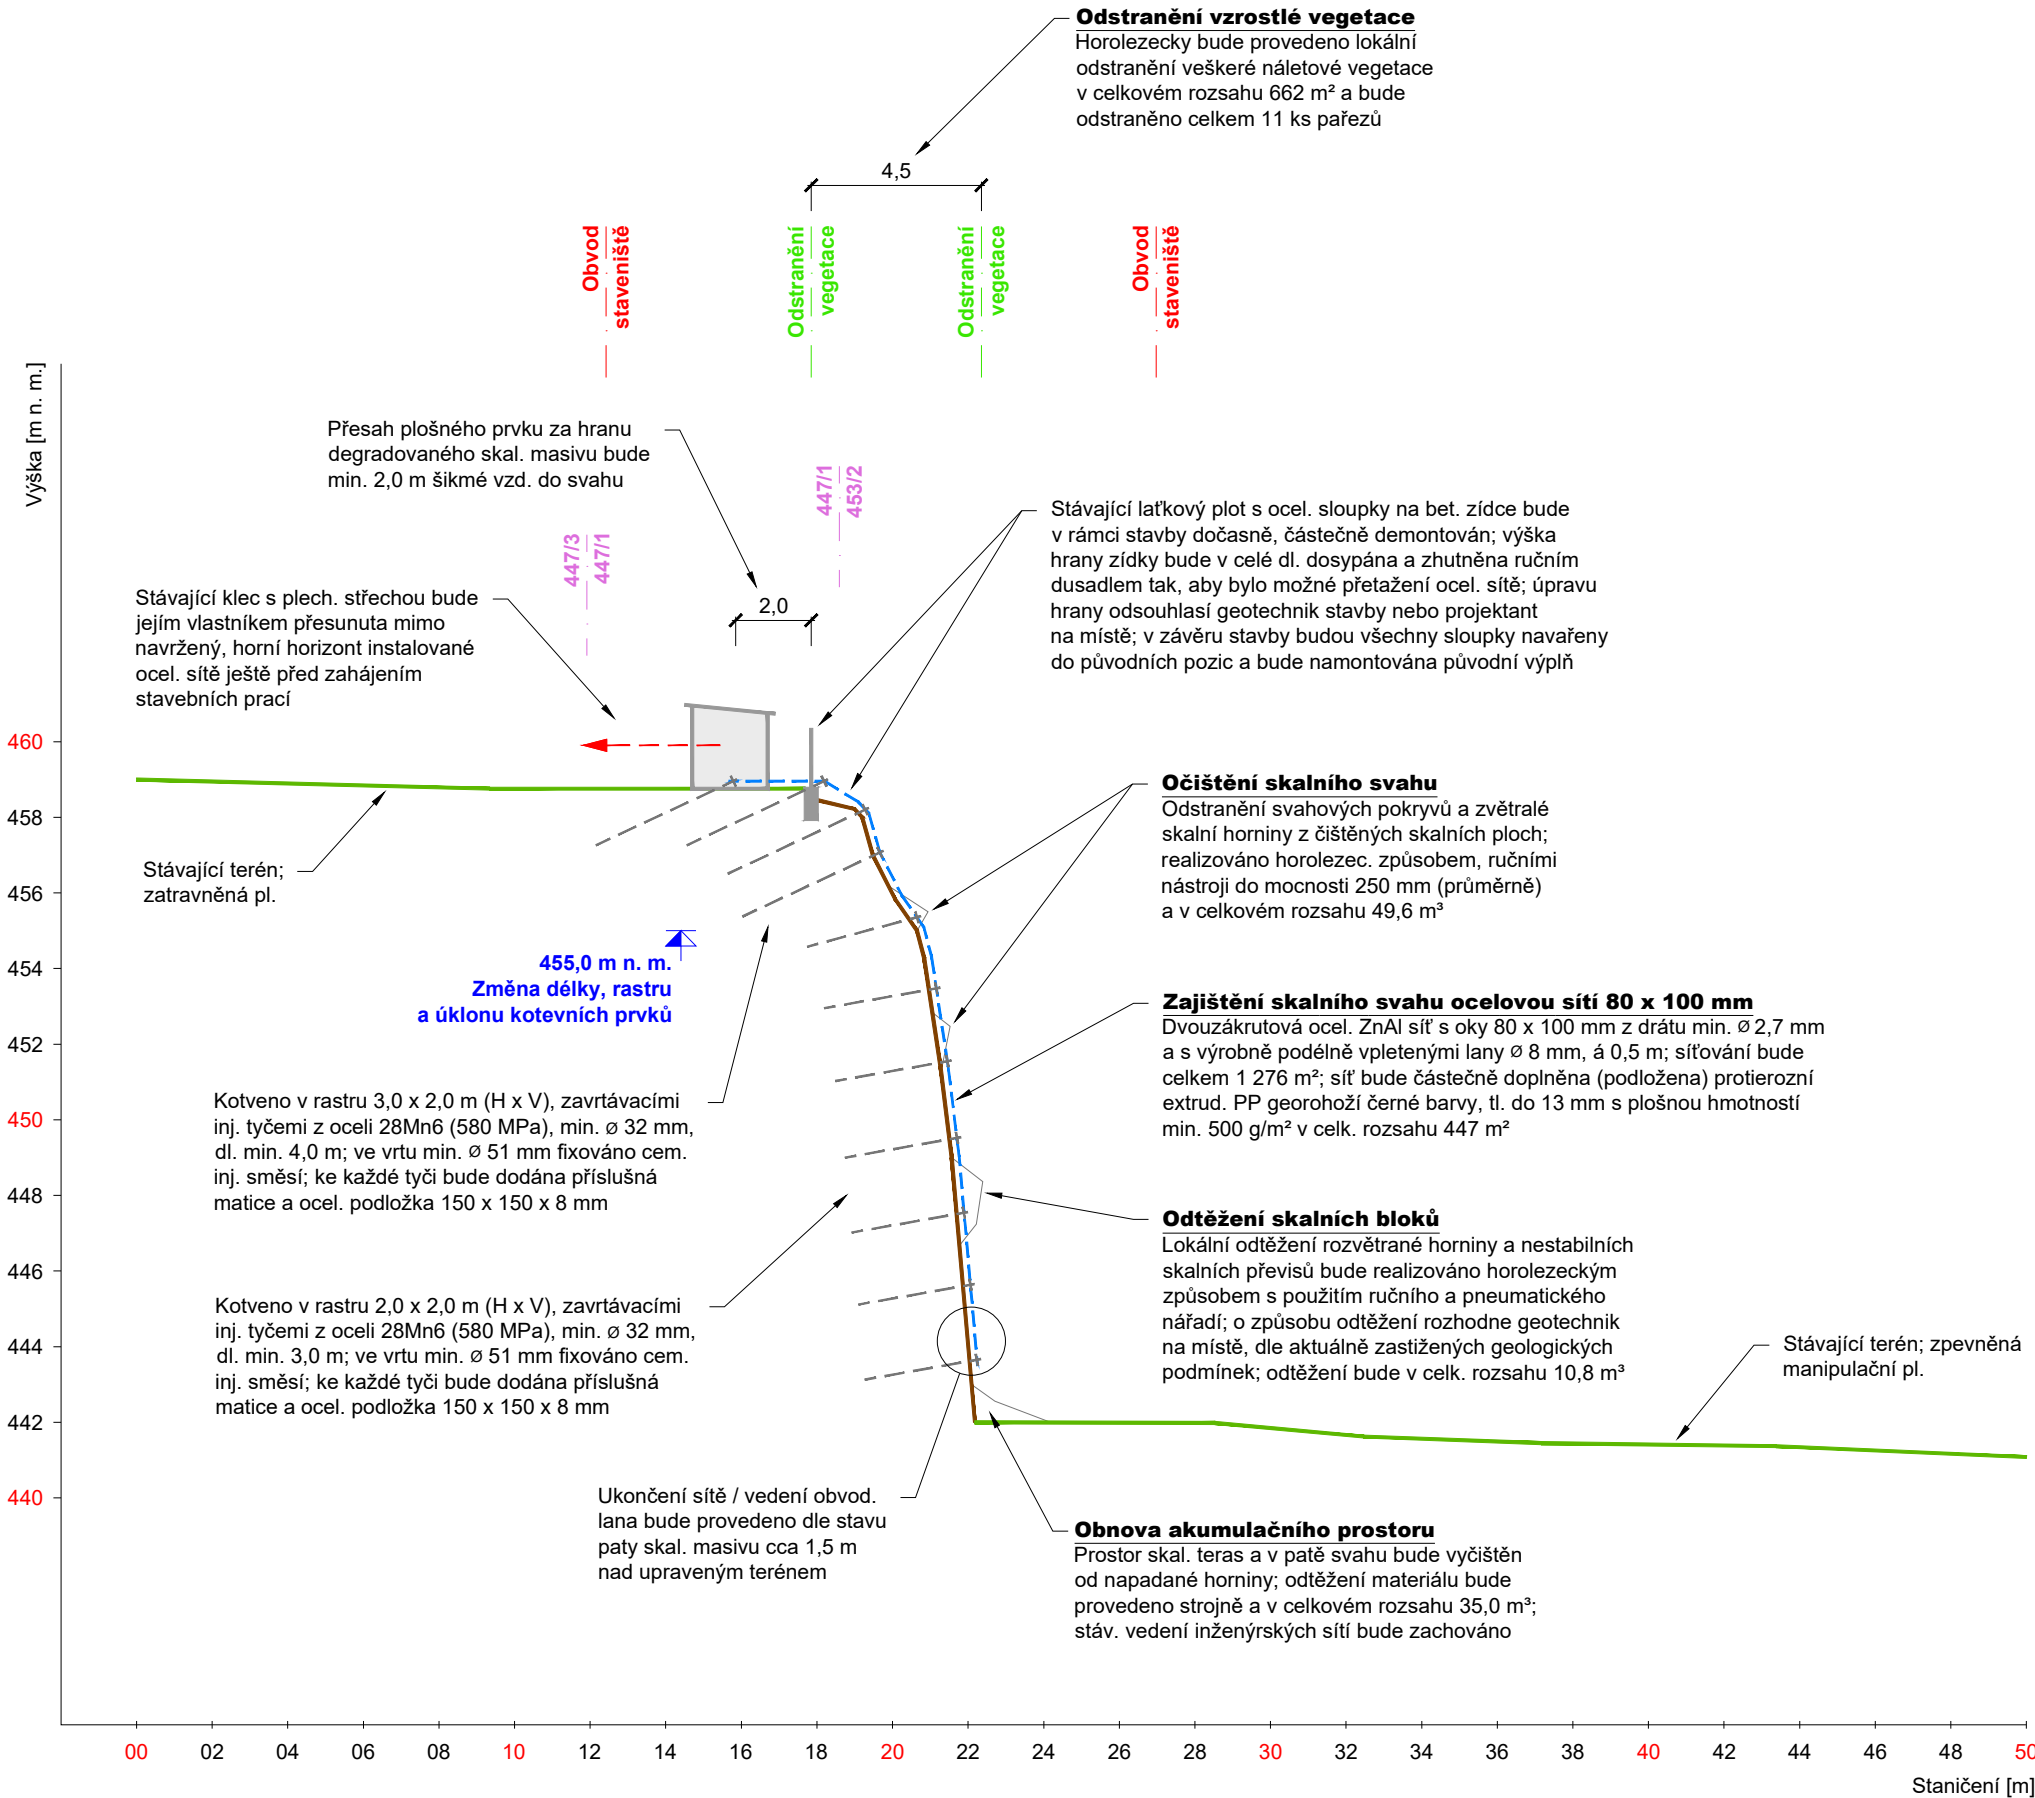 Odstranění vzrostlé vegetace
Horolezecky bude provedeno lokální
odstranění veškeré náletové vegetace
v celkovém rozsahu 662 m² a bude
odstraněno celkem 11 ks pařezů
4,5
Obvod
staveniště
Odstranění
vegetace
Odstranění
vegetace
Obvod
staveniště
Výška [m n. m.]
Přesah plošného prvku za hranu
degradovaného skal. masivu bude
min. 2,0 m šikmé vzd. do svahu
447/1
453/2
447/3
447/1
2,0
Stávající laťkový plot s ocel. sloupky na bet. zídce bude
v rámci stavby dočasně, částečně demontován; výška
hrany zídky bude v celé dl. dosypána a zhutněna ručním
dusadlem tak, aby bylo možné přetažení ocel. sítě; úpravu
hrany odsouhlasí geotechnik stavby nebo projektant
na místě; v závěru stavby budou všechny sloupky navařeny
do původních pozic a bude namontována původní výplň
Stávající klec s plech. střechou bude
jejím vlastníkem přesunuta mimo
navržený, horní horizont instalované
ocel. sítě ještě před zahájením
stavebních prací
460
458
456
454
452
450
448
446
444
442
440
Stávající terén;
zatravněná pl.
Očištění skalního svahu
Odstranění svahových pokryvů a zvětralé
skalní horniny z čištěných skalních ploch;
realizováno horolezec. způsobem, ručními
nástroji do mocnosti 250 mm (průměrně)
a v celkovém rozsahu 49,6 m³
455,0 m n. m.
Změna délky, rastru
a úklonu kotevních prvků
Zajištění skalního svahu ocelovou sítí 80 x 100 mm
Dvouzákrutová ocel. ZnAl síť s oky 80 x 100 mm z drátu min. Ø 2,7 mm
a s výrobně podélně vpletenými lany Ø 8 mm, á 0,5 m; síťování bude
celkem 1 276 m²; síť bude částečně doplněna (podložena) protierozní
extrud. PP georohoží černé barvy, tl. do 13 mm s plošnou hmotností
min. 500 g/m² v celk. rozsahu 447 m²
Kotveno v rastru 3,0 x 2,0 m (H x V), zavrtávacími
inj. tyčemi z oceli 28Mn6 (580 MPa), min. Ø 32 mm,
dl. min. 4,0 m; ve vrtu min. Ø 51 mm fixováno cem.
inj. směsí; ke každé tyči bude dodána příslušná
matice a ocel. podložka 150 x 150 x 8 mm
Odtěžení skalních bloků
Lokální odtěžení rozvětrané horniny a nestabilních
skalních převisů bude realizováno horolezeckým
způsobem s použitím ručního a pneumatického
nářadí; o způsobu odtěžení rozhodne geotechnik
na místě, dle aktuálně zastižených geologických
podmínek; odtěžení bude v celk. rozsahu 10,8 m³
Kotveno v rastru 2,0 x 2,0 m (H x V), zavrtávacími
inj. tyčemi z oceli 28Mn6 (580 MPa), min. Ø 32 mm,
dl. min. 3,0 m; ve vrtu min. Ø 51 mm fixováno cem.
inj. směsí; ke každé tyči bude dodána příslušná
matice a ocel. podložka 150 x 150 x 8 mm
Stávající terén; zpevněná
manipulační pl.
Ukončení sítě / vedení obvod.
lana bude provedeno dle stavu
paty skal. masivu cca 1,5 m
nad upraveným terénem
Obnova akumulačního prostoru
Prostor skal. teras a v patě svahu bude vyčištěn
od napadané horniny; odtěžení materiálu bude
provedeno strojně a v celkovém rozsahu 35,0 m³;
stáv. vedení inženýrských sítí bude zachováno
00 02 04 06 08 10 12 14 16 18 20 22 24 26 28 30 32 34 36 38 40 42 44 46 48 50
Staničení [m]